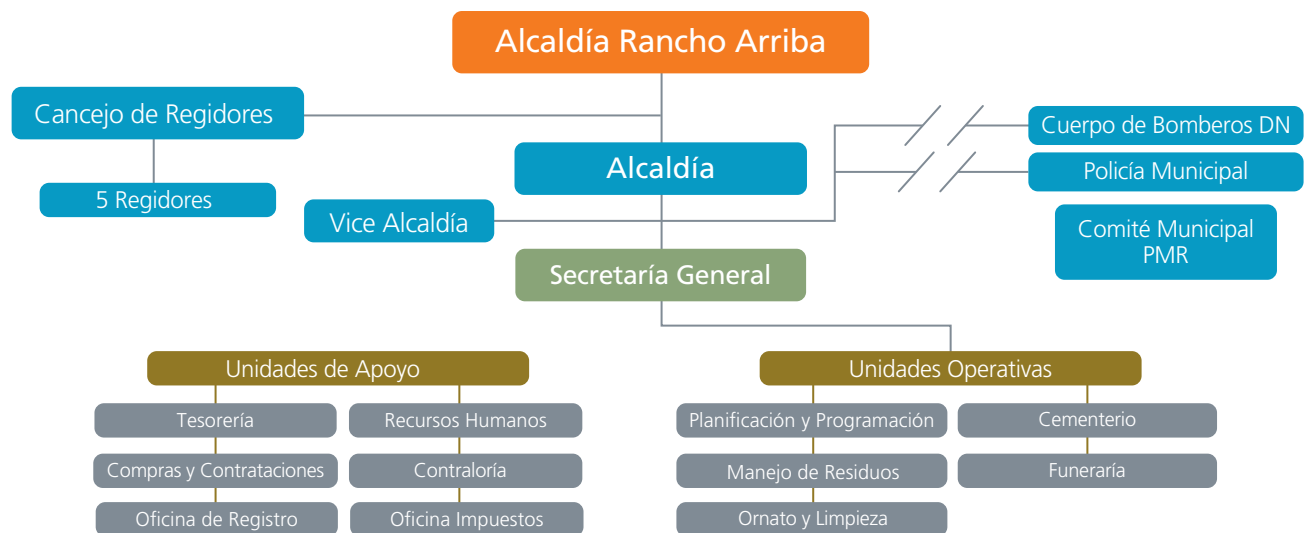 Alcaldía Rancho Arriba
Cancejo de Regidores
5 Regidores
Alcaldía
Vice Alcaldía
Cuerpo de Bomberos DN
Policía Municipal
Comité Municipal
PMR
Secretaría General
Unidades de Apoyo
Tesorería
Recursos Humanos
Compras y Contrataciones
Contraloría
Oficina de Registro
Oficina Impuestos
Unidades Operativas
Planificación y Programación
Cementerio
Manejo de Residuos
Funeraría
Ornato y Limpieza